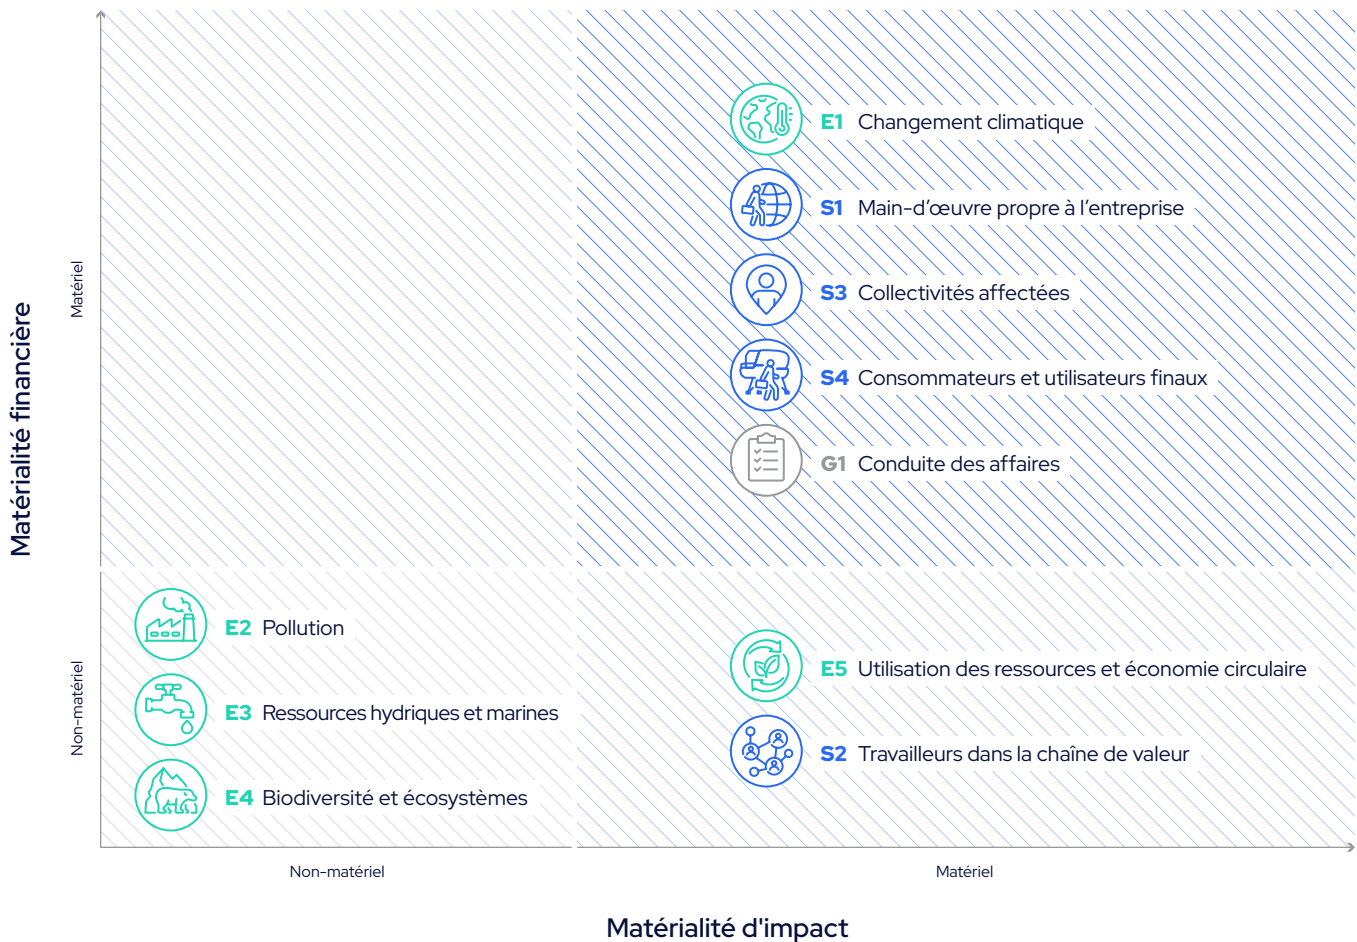 Matérialité financière
Matériel
Non-matériel
E1 Changement climatique
S1 Main-d’œuvre propre à l’entreprise
S3 Collectivités affectées
S4 Consommateurs et utilisateurs finaux
G1 Conduite des affaires
E2 Pollution
E3 Ressources hydriques et marines
E4 Biodiversité et écosystèmes
E5 Utilisation des ressources et économie circulaire
S2 Travailleurs dans la chaîne de valeur
Non-matériel
Matériel
Matérialité d'impact